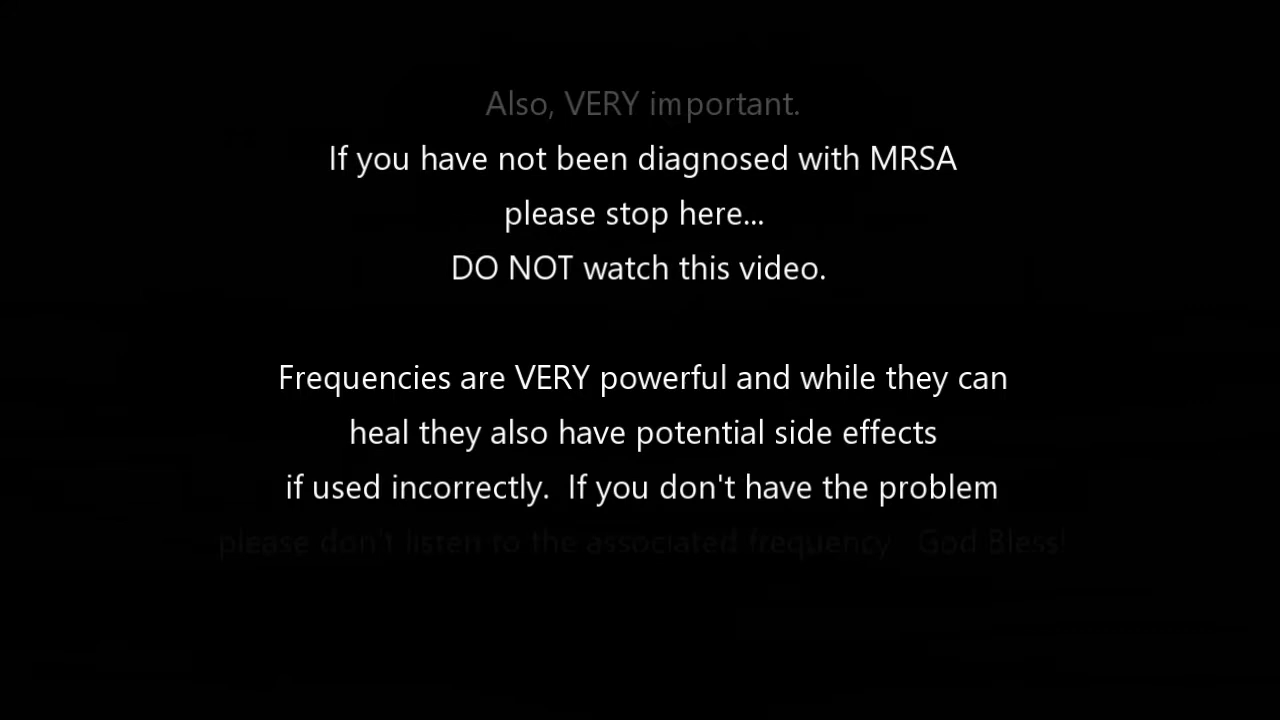 Also, VERY important.
If you have not been diagnosed with MRSA
please stop here...
DO NOT watch this video.
Frequencies are VERY powerful and while they can
heal they also have potential side effects
if used incorrectly.  If you don't have the problem
please don't listen to the associated frequency.  God Bless!